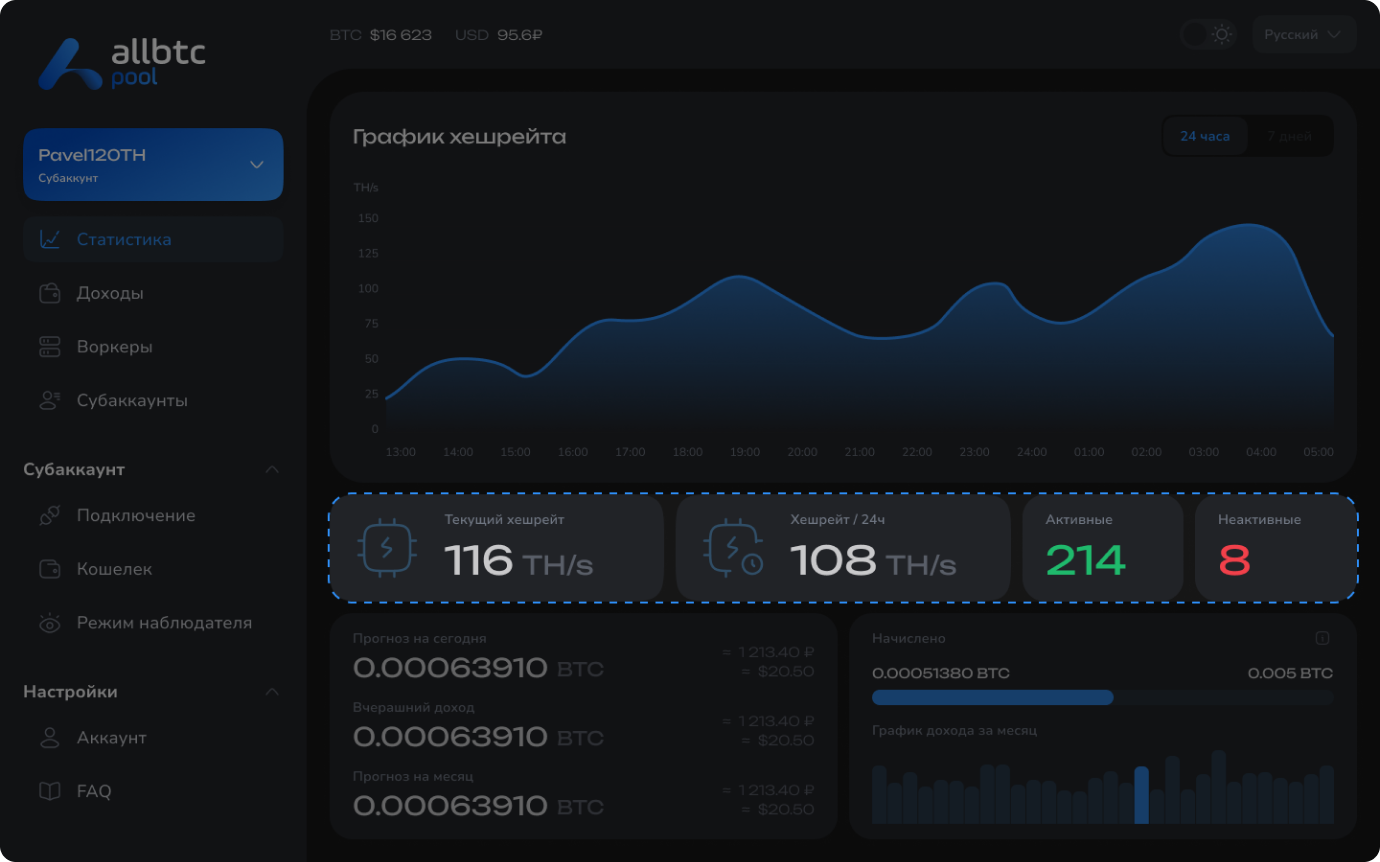 allbtc
pool
BTC $16 623 USD 95.6₽
Русский
Pavel120TH
Субаккунт
Статистика
Доходы
Воркеры
Субаккаунты
Субаккаунт
Подключение
Кошелек
Режим наблюдателя
Настройки
Аккаунт
FAQ
График хешрейта
24 часа 7 дней
TH/s
150
125
100
75
50
25
0
13:00 14:00 15:00 16:00 17:00 18:00 19:00 20:00 21:00 22:00 23:00 24:00 01:00 02:00 03:00 04:00 05:00
Текущий хешрейт
116 TH/s
Хешрейт / 24ч
108 TH/s
Активные
214
Неактивные
8
Прогноз на сегодня
0.00063910 BTC
= 1 213.40 ₽
= $20.50
Вчерашний доход
0.00063910 BTC
= 1 213.40 ₽
= $20.50
Прогноз на месяц
0.00063910 BTC
= 1 213.40 ₽
= $20.50
Начислено
0.00051380 BTC 0.005 BTC
График дохода за месяц